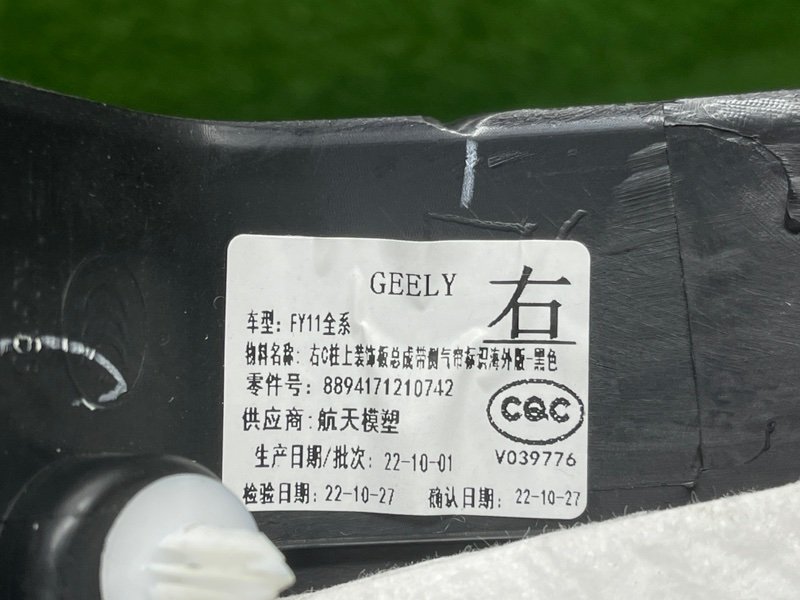 GEELY
右
车型: FY11全系
物料名称: 右C柱上装饰板总成带侧气帘标识海外版-黑色
零件号: 8894171210742
供应商:航天模塑
CQC
生产日期/批次: 22-10-01
V039776
检验日期: 22-10-27
确认日期: 22-10-27